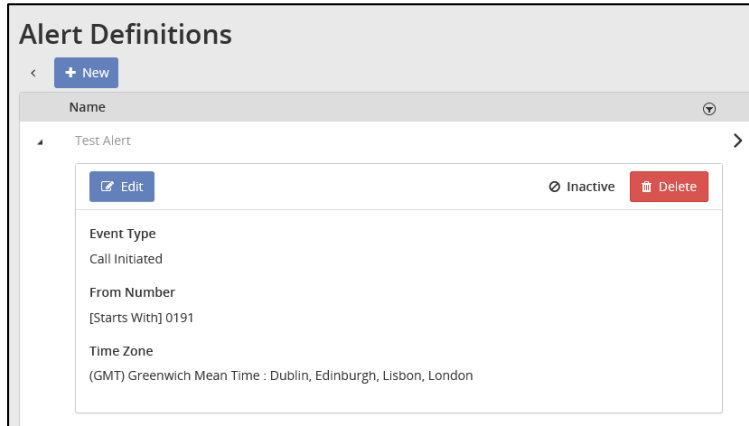 Alert Definitions
New
Name
Test Alert
Edit
Inactive
Delete
Event Type
Call Initiated
From Number
[Starts With] 0191
Time Zone
(GMT) Greenwich Mean Time : Dublin, Edinburgh, Lisbon, London